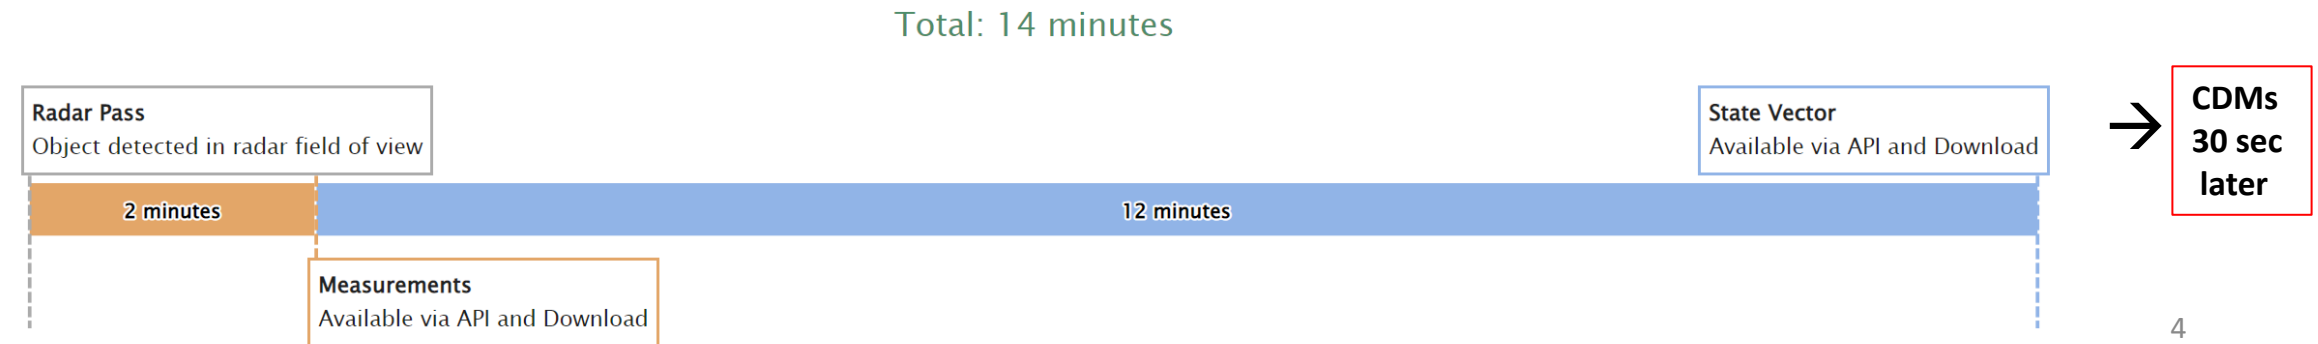 Total: 14 minutes
Radar Pass
Object detected in radar field of view
State Vector
Available via API and Download
→
CDMs
30 sec
later
2 minutes
12 minutes
Measurements
Available via API and Download
4